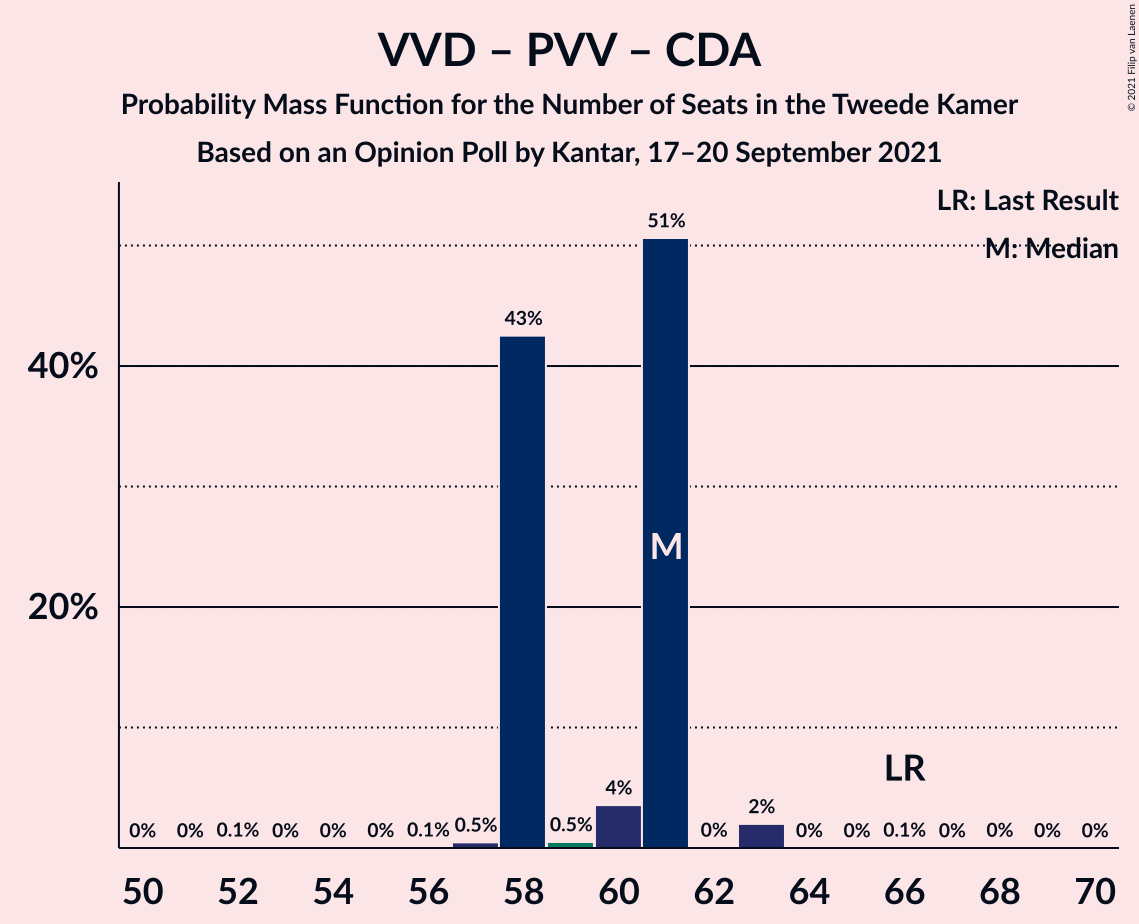 VVD – PVV – CDA
Probability Mass Function for the Number of Seats in the Tweede Kamer
Based on an Opinion Poll by Kantar, 17–20 September 2021
© 2021 Filip van Laenen
LR: Last Result
M: Median
51%
43%
40%
M
20%
LR
0% 0% 0.1% 0% 0% 0% 0.1% 0.5% 0.5% 4% 0% 2% 0% 0% 0.1% 0% 0% 0% 0%
50 52 54 56 58 60 62 64 66 68 70